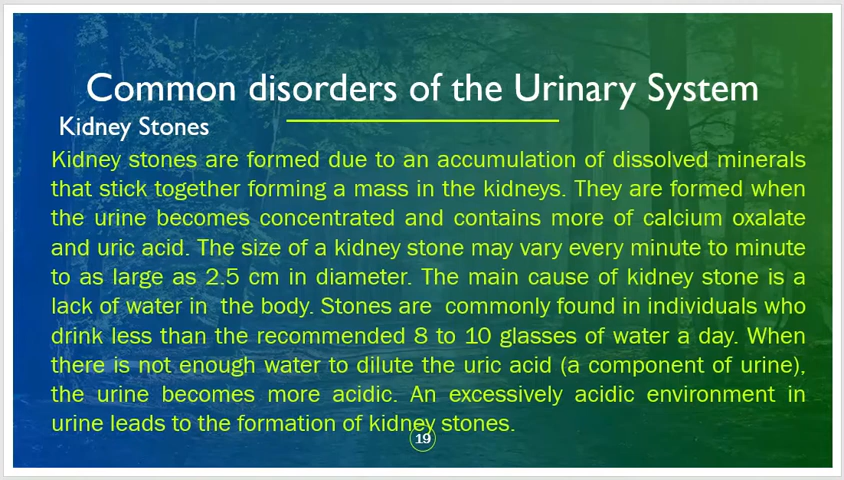 Common disorders of the Urinary System
Kidney Stones
Kidney stones are formed due to an accumulation of dissolved minerals
that stick together forming a mass in the kidneys. They are formed when
the urine becomes concentrated and contains more of calcium oxalate
and uric acid. The size of a kidney stone may vary every minute to minute
to as large as 2.5 cm in diameter. The main cause of kidney stone is a
lack of water in the body. Stones are commonly found in individuals who
drink less than the recommended 8 to 10 glasses of water a day. When
there is not enough water to dilute the uric acid (a component of urine),
the urine becomes more acidic. An excessively acidic environment in
urine leads to the formation of kidney stones.
19